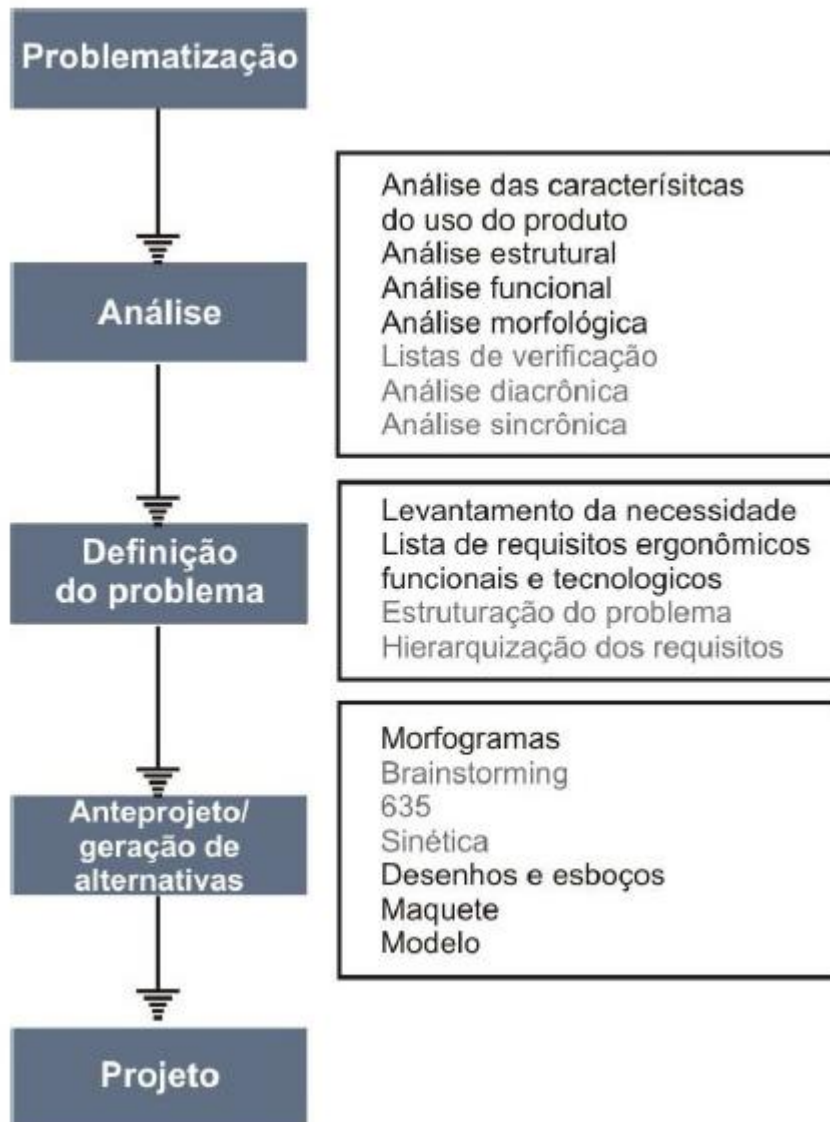 Problematização
Análise das caracterísitcas
do uso do produto
Análise estrutural
Análise funcional
Análise morfológica
Listas de verificação
Análise diacrônica
Análise sincrônica
Análise
Levantamento da necessidade
Lista de requisitos ergonômicos
funcionais e tecnologicos
Estruturação do problema
Hierarquização dos requisitos
Definição
do problema
Morfogramas
Brainstorming
635
Sinética
Desenhos e esboços
Maquete
Modelo
Anteprojeto/
geração de
alternativas
Projeto